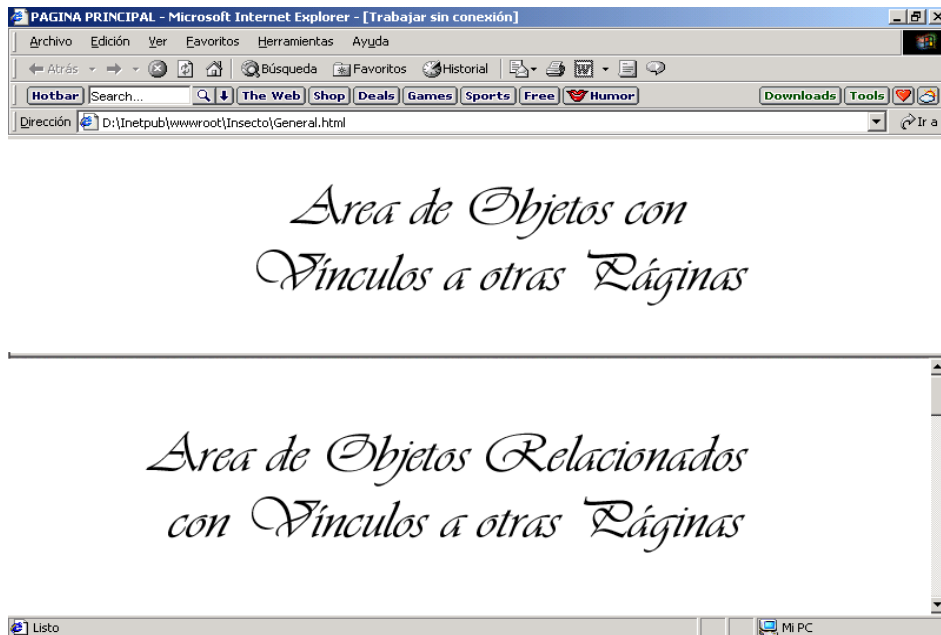 PAGINA PRINCIPAL - Microsoft Internet Explorer - [Trabajar sin conexión]
Archivo Edición Ver Favoritos Herramientas Ayuda
Atrás Búsqueda Favoritos Historial
Hotbar Search... The Web Shop Deals Games Sports Free Humor Downloads Tools
Dirección D:\Inetpub\wwwroot\Insecto\General.html Ir a
Area de Objetos con
Vínculos a otras Páginas
Area de Objetos Relacionados
con Vínculos a otras Páginas
Listo Mi PC